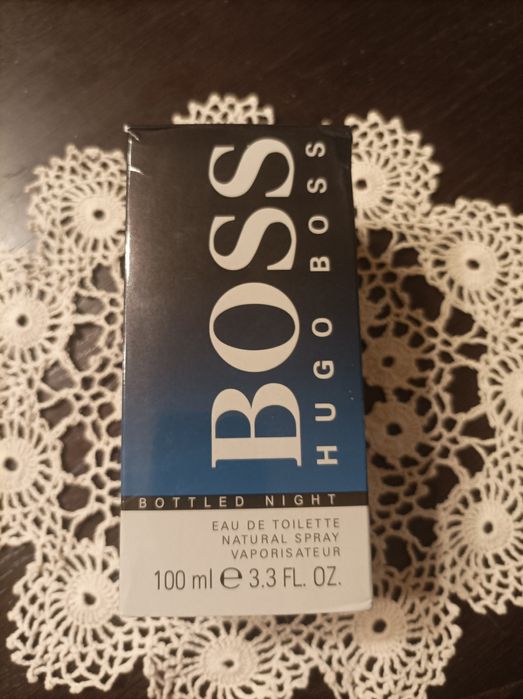 BOSS
HUGO BOSS
BOTTLED NIGHT
EAU DE TOILETTE
NATURAL SPRAY
VAPORISATEUR
100 ml ℮ 3.3 FL. OZ.